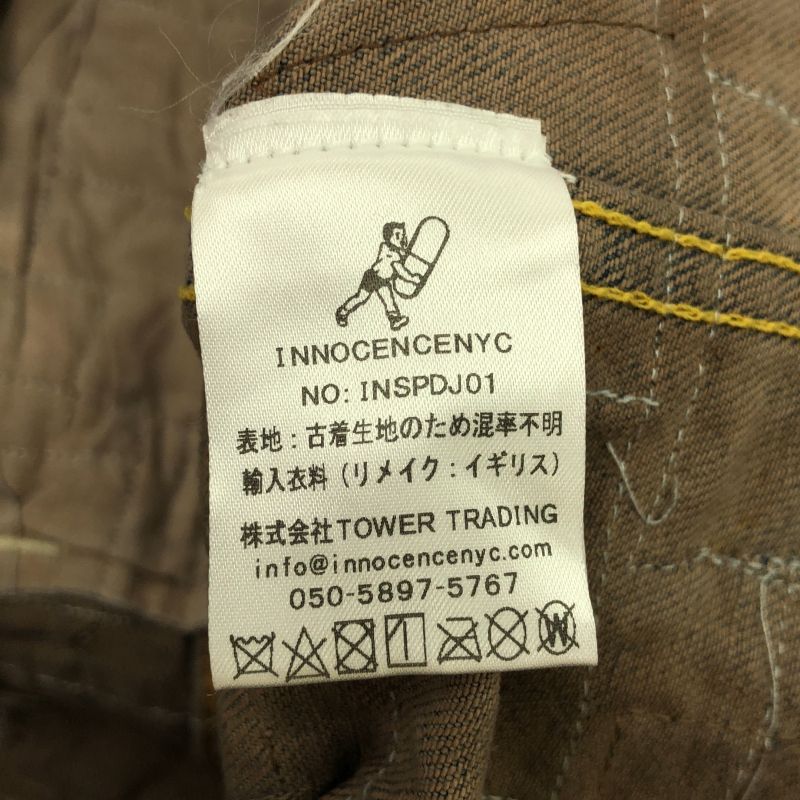 INNOCENCENYC
NO: INSPDJ01
表地：古着生地のため混率不明
輸入衣料（リメイク：イギリス）
株式会社TOWER TRADING
info@innocencenyc.com
050-5897-5767
W